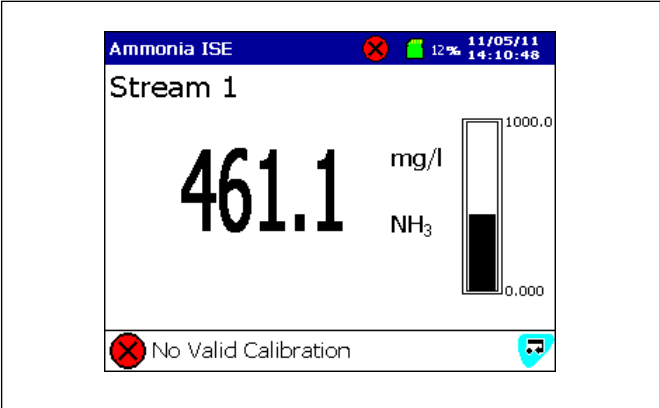 Ammonia ISE 12% 11/05/11
14:10:48
Stream 1
1000.0
461.1 mg/l
NH₃
0.000
No Valid Calibration